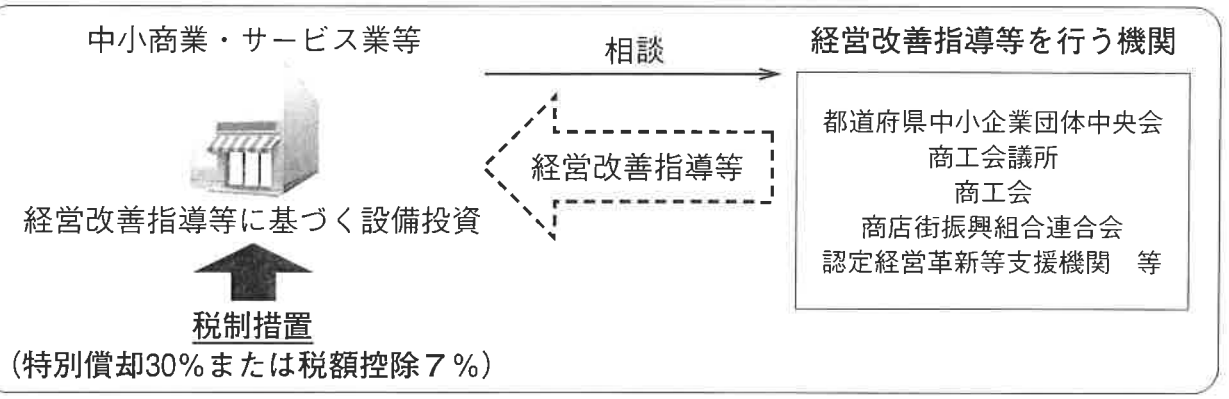 中小商業・サービス業等
経営改善指導等に基づく設備投資
税制措置
(特別償却30%または税額控除7%)
相談
経営改善指導等
経営改善指導等を行う機関
都道府県中小企業団体中央会
商工会議所
商工会
商店街振興組合連合会
認定経営革新等支援機関　等